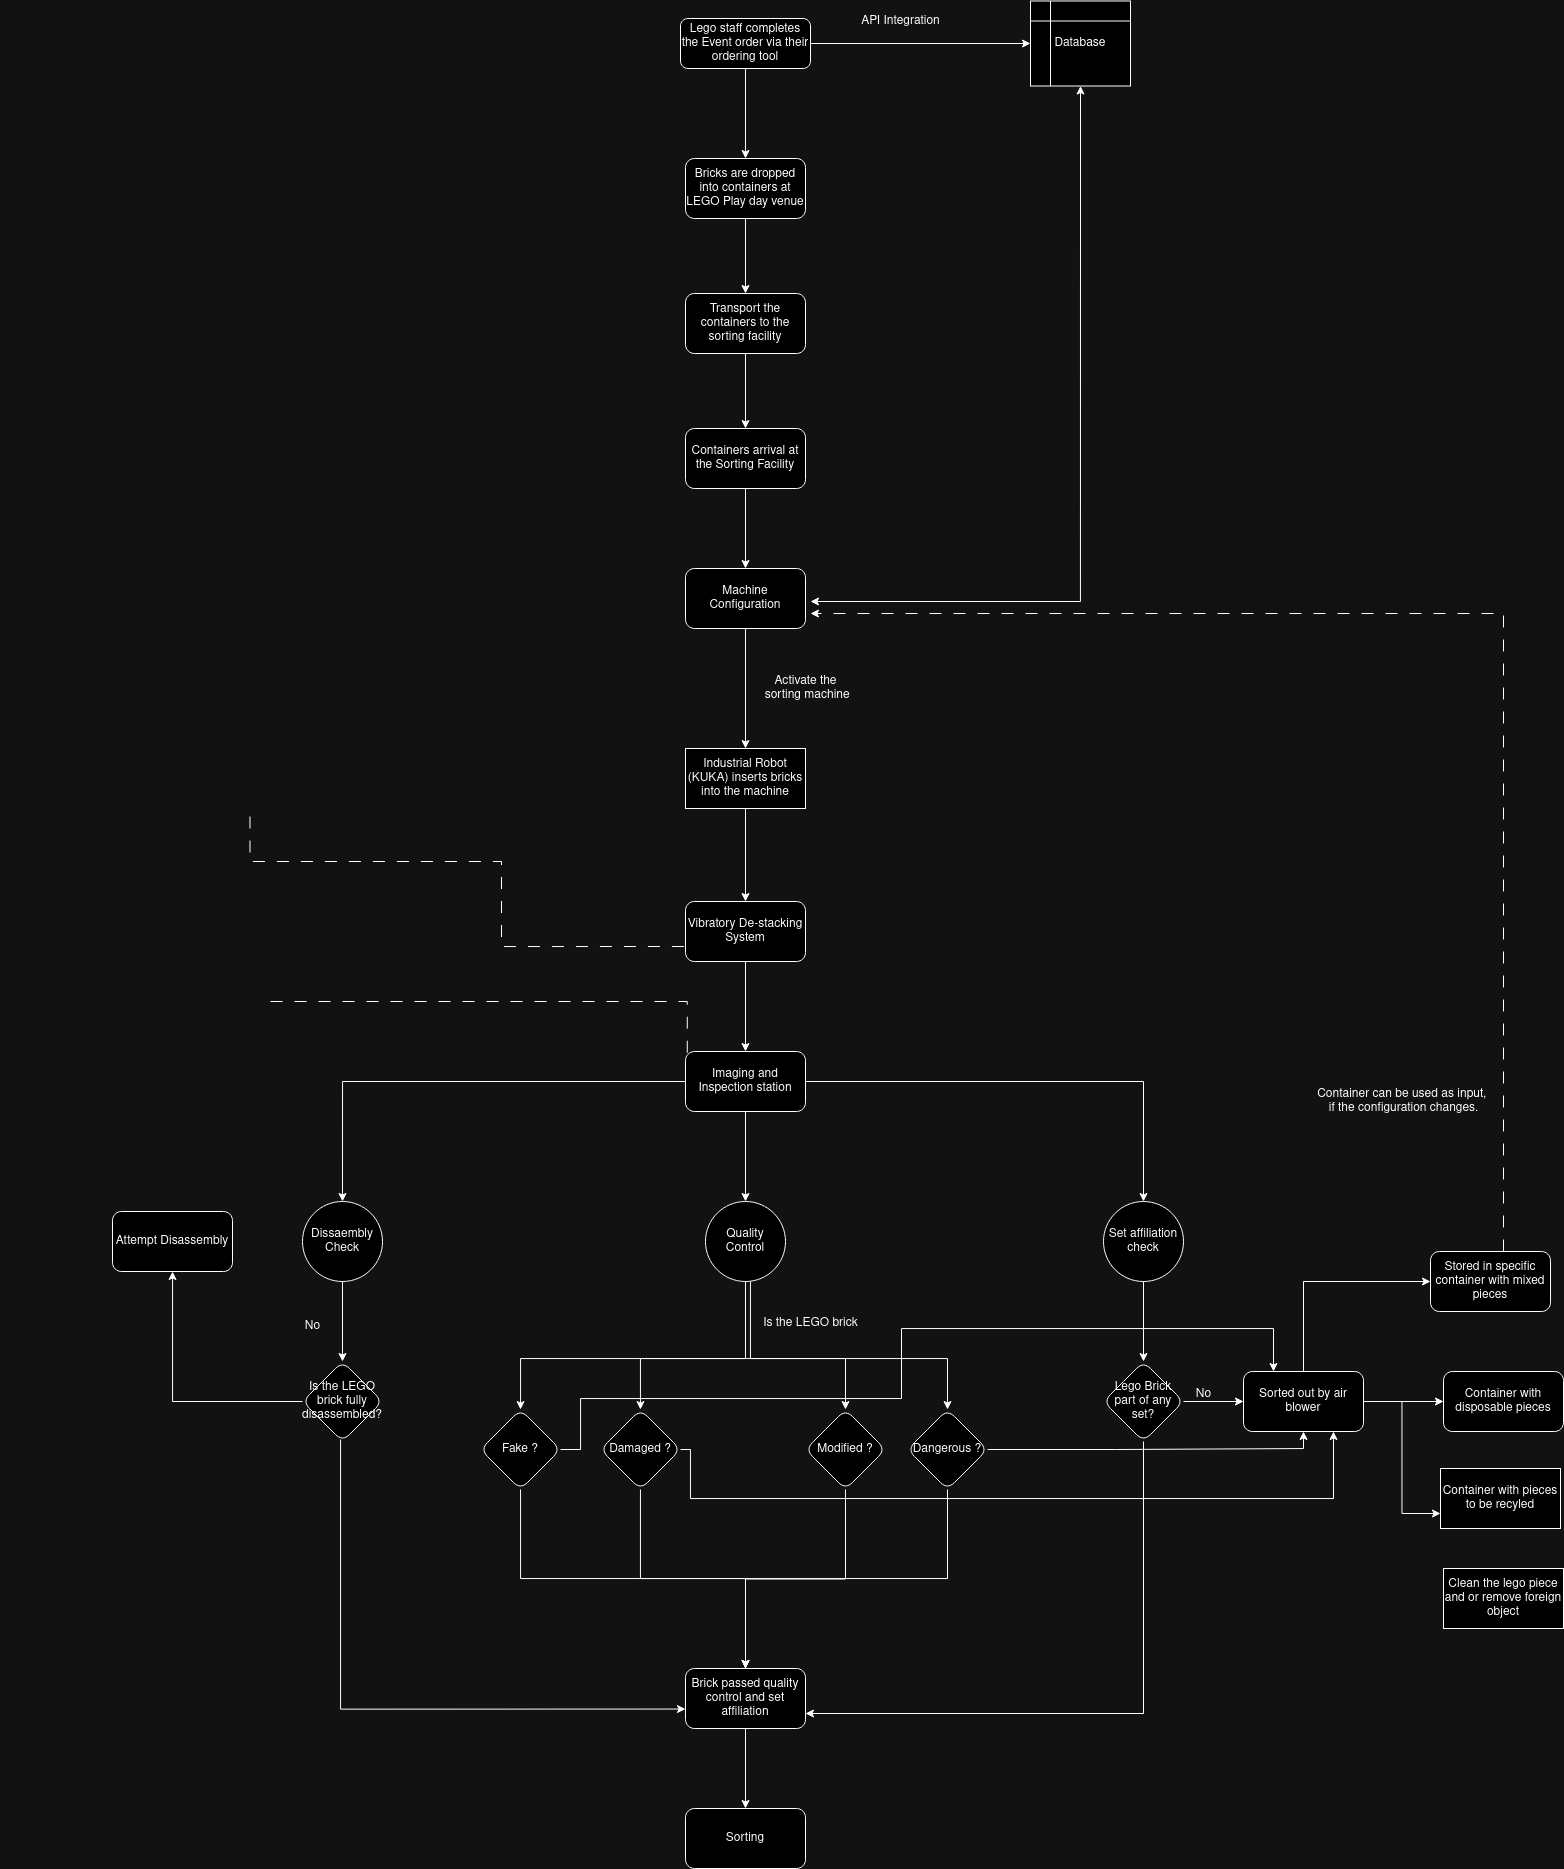 Lego staff completes
the Event order via their
ordering tool
API Integration
Database
Bricks are dropped
into containers at
LEGO Play day venue
Transport the
containers to the
sorting facility
Containers arrival at
the Sorting Facility
Machine
Configuration
Activate the
sorting machine
Industrial Robot
(KUKA) inserts bricks
into the machine
Vibratory De-stacking
System
Imaging and
Inspection station
Container can be used as input,
if the configuration changes.
Attempt Disassembly
Dissaembly
Check
Quality
Control
Set affiliation
check
Stored in specific
container with mixed
pieces
No
Is the LEGO brick
Is the LEGO
brick fully
disassembled?
Lego Brick
part of any
set?
No
Sorted out by air
blower
Container with
disposable pieces
Fake ?
Damaged ?
Modified ?
Dangerous ?
Container with pieces
to be recyled
Clean the lego piece
and or remove foreign
object
Brick passed quality
control and set
affiliation
Sorting